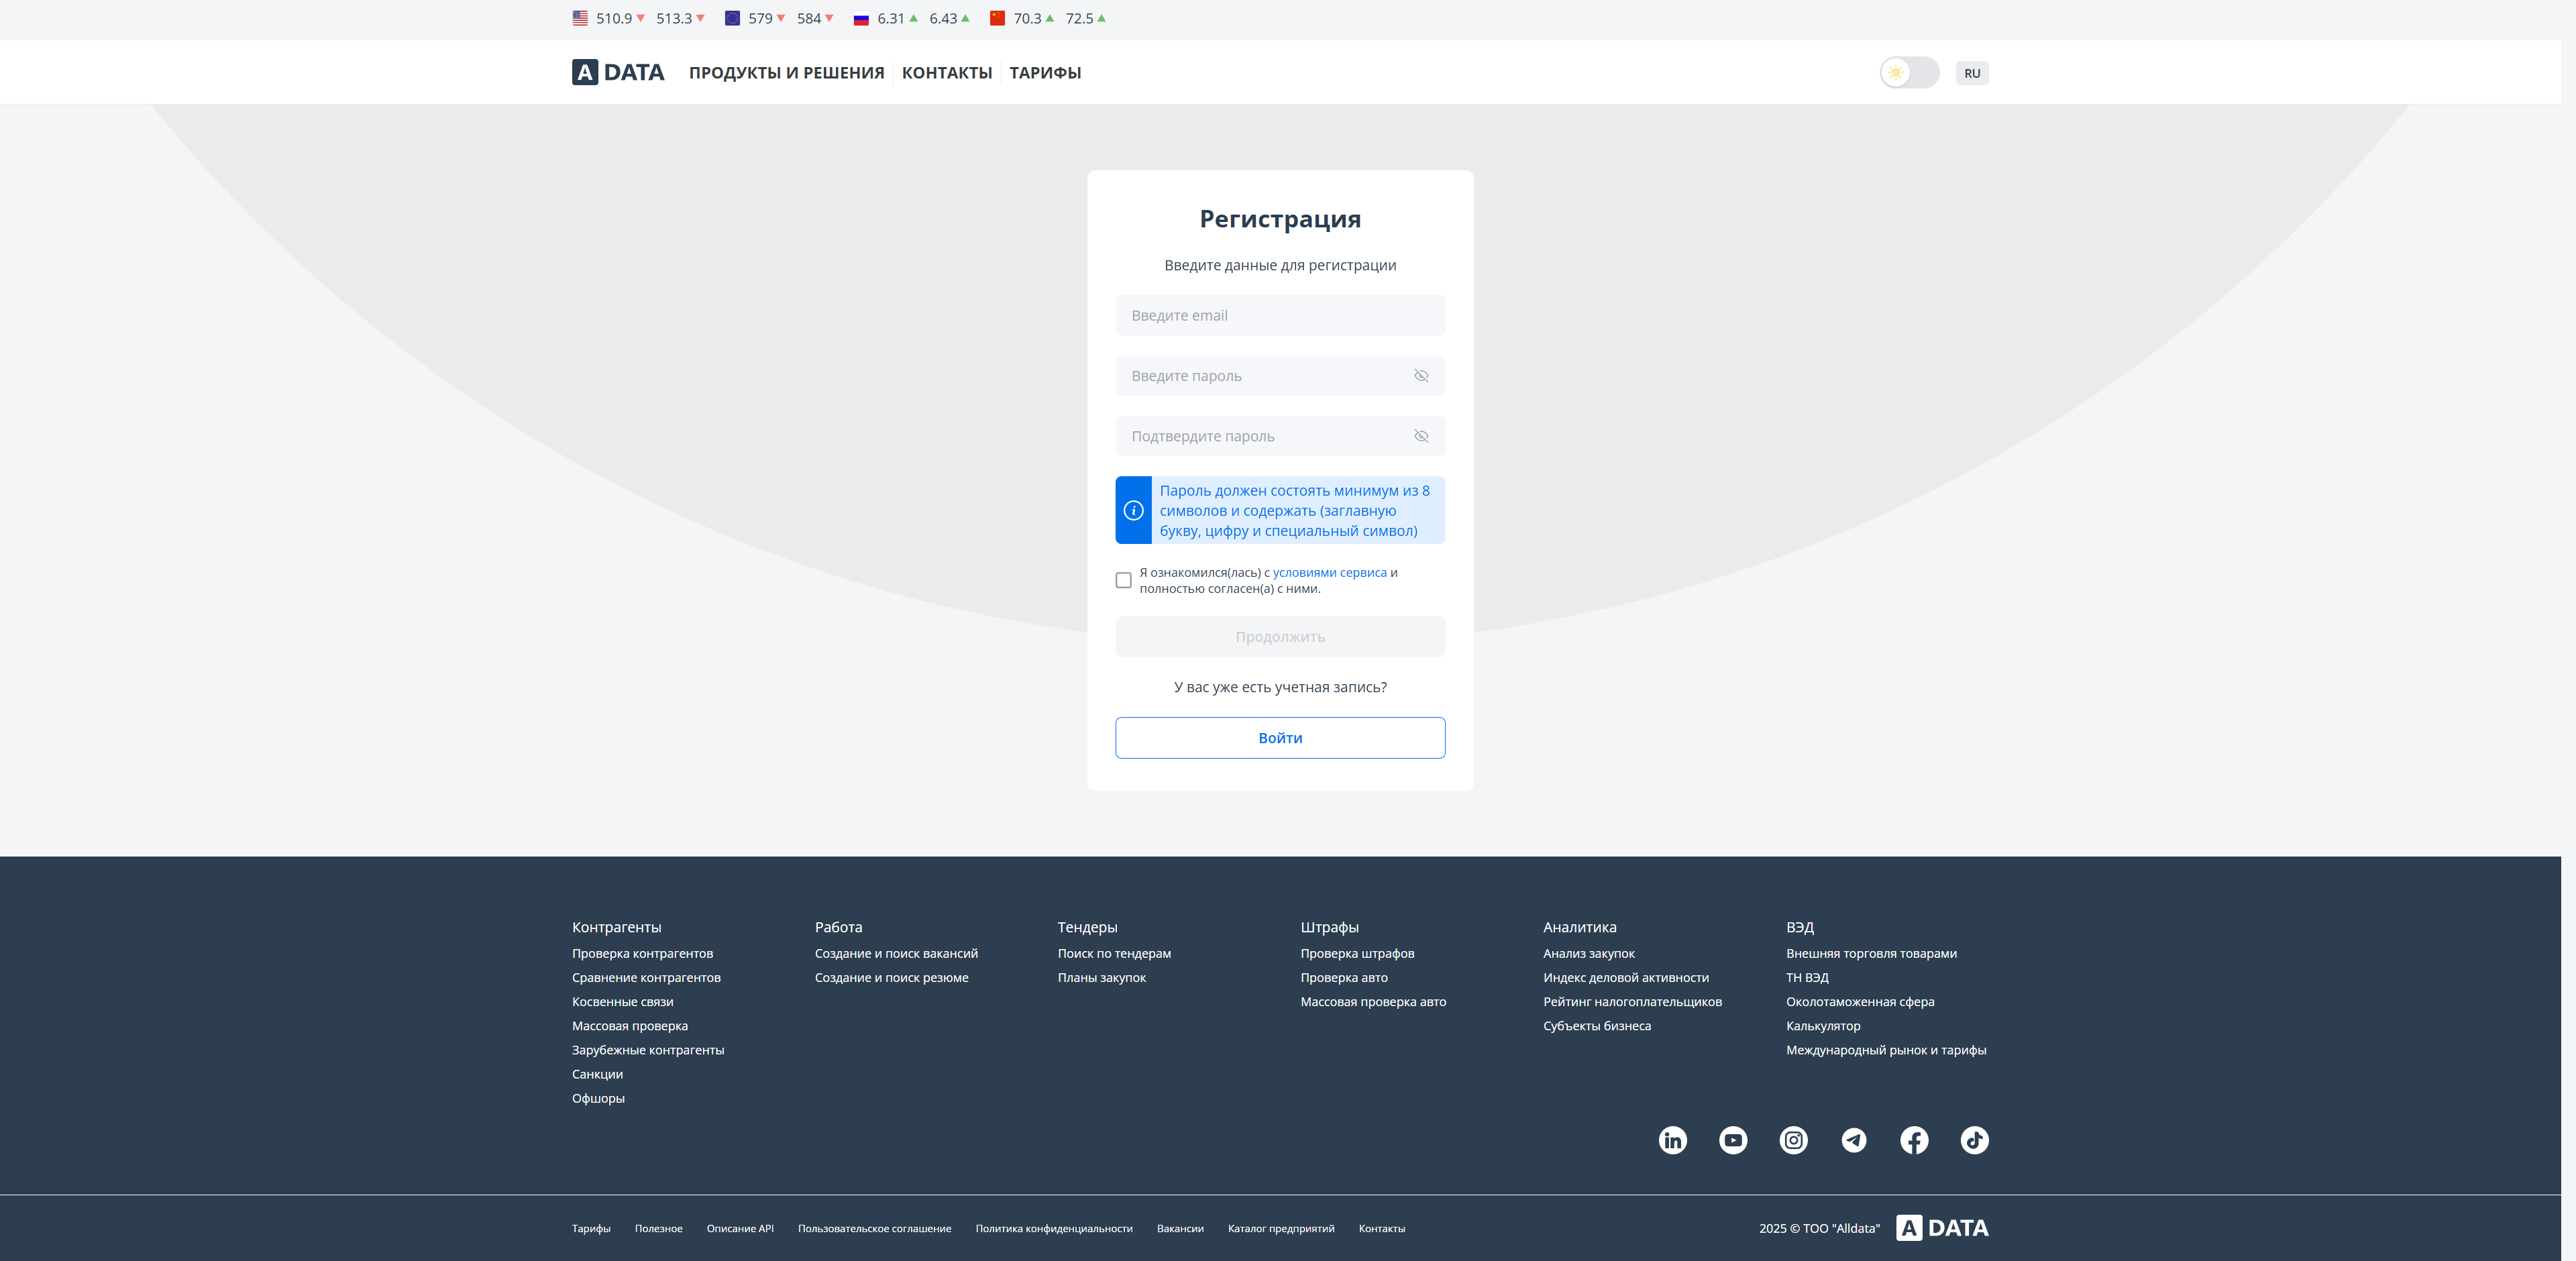 510.9 513.3 579 584 6.31 6.43 70.3 72.5
A DATA ПРОДУКТЫ И РЕШЕНИЯ КОНТАКТЫ ТАРИФЫ RU
Регистрация
Введите данные для регистрации
Введите email
Введите пароль
Подтвердите пароль
Пароль должен состоять минимум из 8
символов и содержать (заглавную
букву, цифру и специальный символ)
Я ознакомился(лась) с условиями сервиса и
полностью согласен(а) с ними.
Продолжить
У вас уже есть учетная запись?
Войти
Контрагенты
Проверка контрагентов
Сравнение контрагентов
Косвенные связи
Массовая проверка
Зарубежные контрагенты
Санкции
Офшоры
Работа
Создание и поиск вакансий
Создание и поиск резюме
Тендеры
Поиск по тендерам
Планы закупок
Штрафы
Проверка штрафов
Проверка авто
Массовая проверка авто
Аналитика
Анализ закупок
Индекс деловой активности
Рейтинг налогоплательщиков
Субъекты бизнеса
ВЭД
Внешняя торговля товарами
ТН ВЭД
Околотаможенная сфера
Калькулятор
Международный рынок и тарифы
Тарифы Полезное Описание API Пользовательское соглашение Политика конфиденциальности Вакансии Каталог предприятий Контакты
2025 © ТОО "Alldata" A DATA